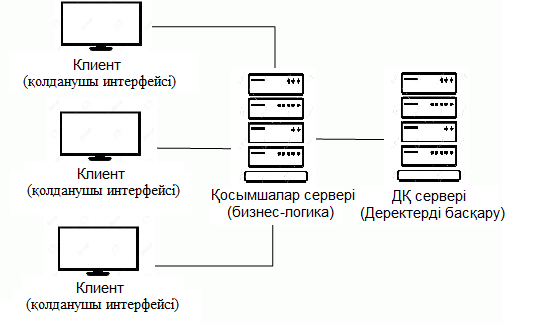 Клиент
(қолданушы интерфейсі)
Клиент
(қолданушы интерфейсі)
Қосымшалар сервері
(бизнес-логика)
ДҚ сервері
(Деректерді басқару)
Клиент
(қолданушы интерфейсі)